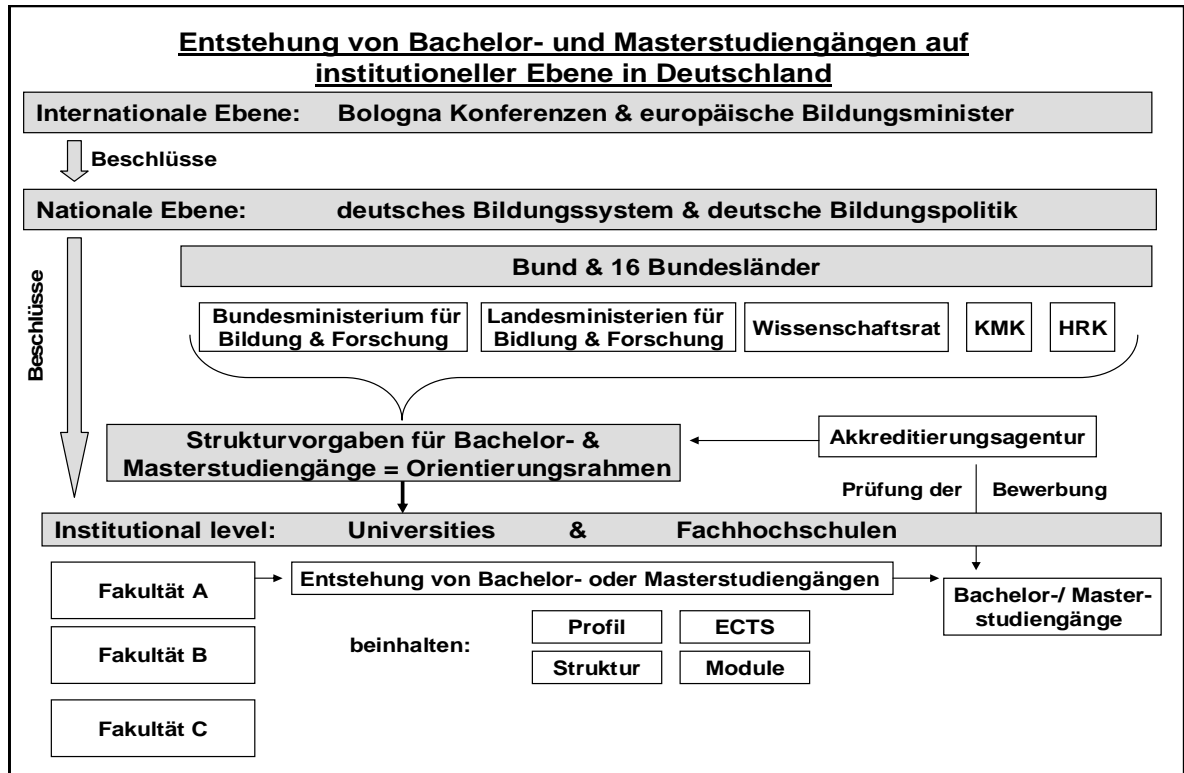 Entstehung von Bachelor- und Masterstudiengängen auf
institutioneller Ebene in Deutschland
Internationale Ebene: Bologna Konferenzen & europäische Bildungsminister
Beschlüsse
Nationale Ebene: deutsches Bildungssystem & deutsche Bildungspolitik
Beschlüsse
Bund & 16 Bundesländer
Bundesministerium für
Bildung & Forschung
Landesministerien für
Bidlung & Forschung
Wissenschaftsrat
KMK
HRK
Strukturvorgaben für Bachelor- &
Masterstudiengänge = Orientierungsrahmen
Akkreditierungsagentur
Prüfung der Bewerbung
Institutional level: Universities & Fachhochschulen
Fakultät A
Entstehung von Bachelor- oder Masterstudiengängen
Bachelor-/ Master-
studiengänge
Fakultät B
beinhalten:
Profil
ECTS
Struktur
Module
Fakultät C